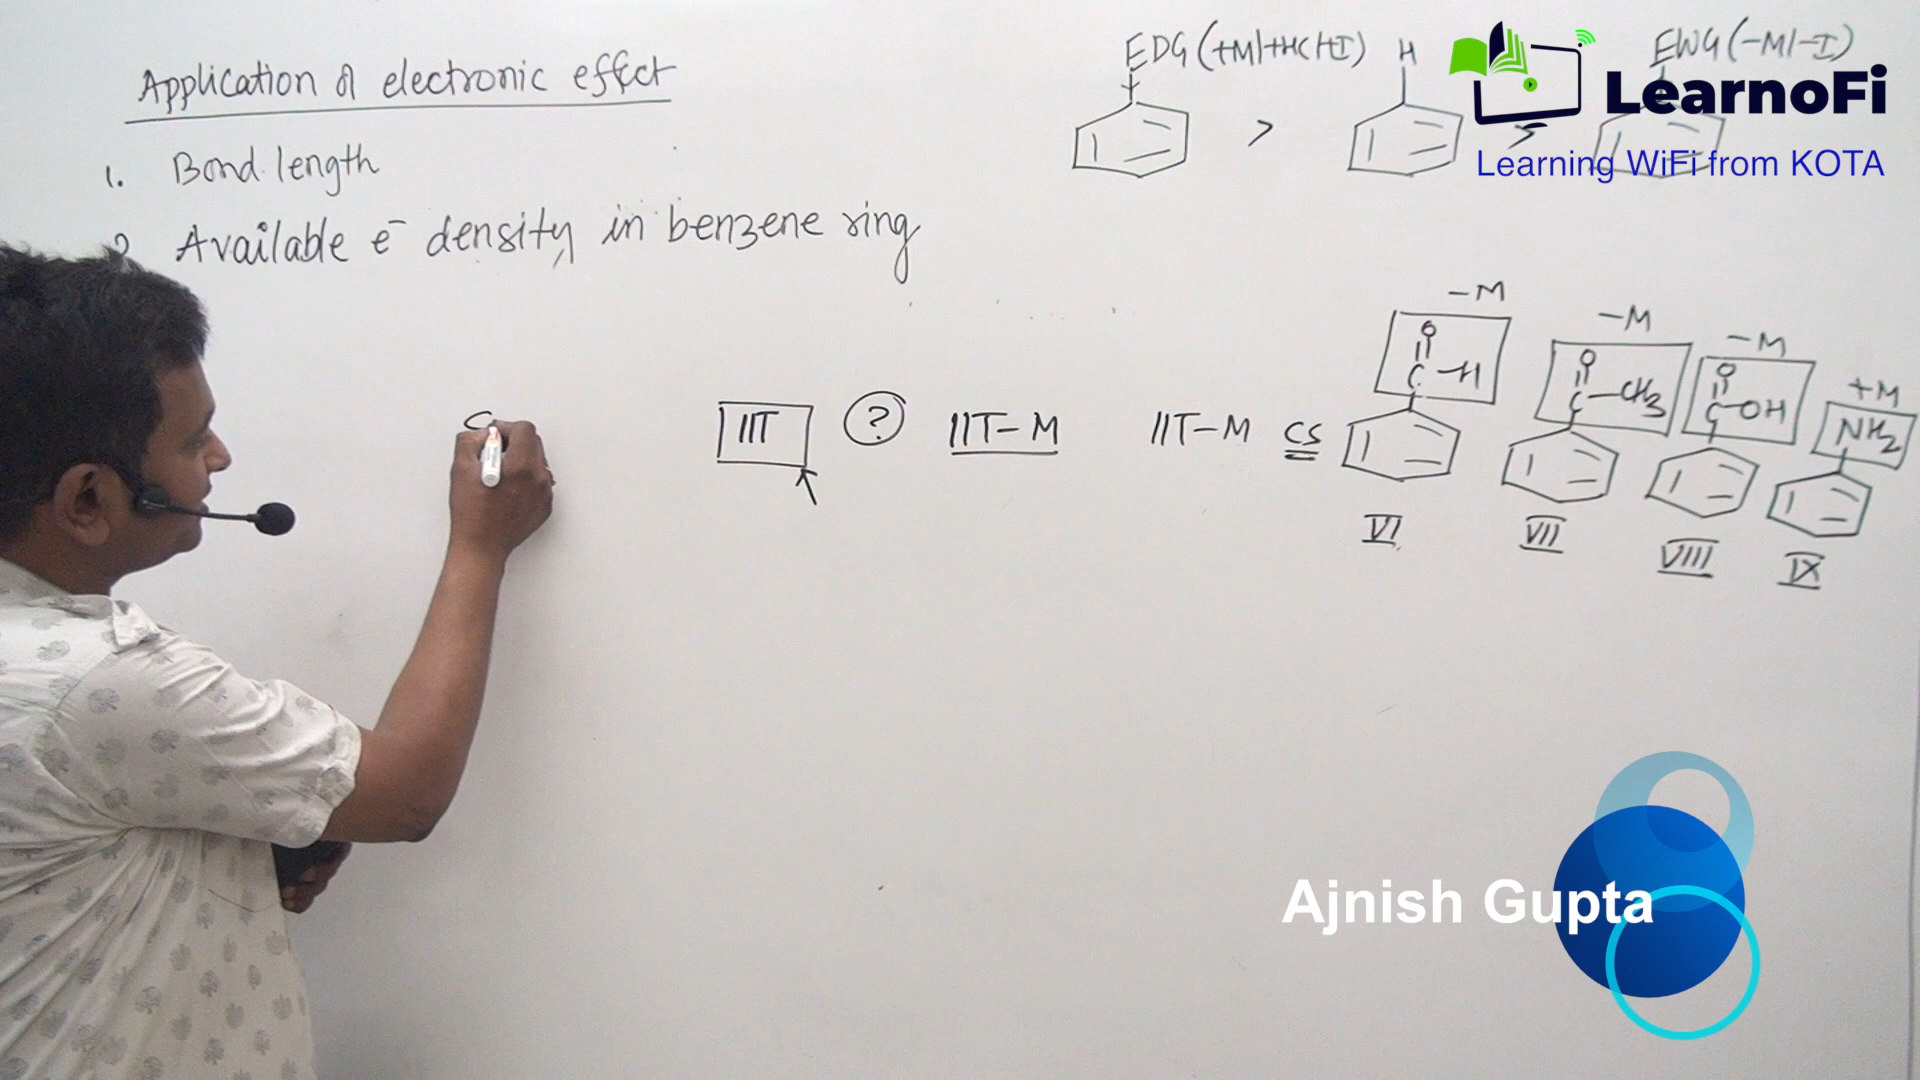 Application of electronic effect
1. Bond length
2 Available e⁻ density in benzene ring
EDG (+M/+HC/+I)
>
H
>
EWG (-M/-I)
LearnoFi
Learning WiFi from KOTA
IIT
?
IIT-M
IIT-M CS
-M
O
C-H
VI
-M
O
C-CH3
VII
-M
O
C-OH
VIII
+M
NH2
IX
C
Ajnish Gupta